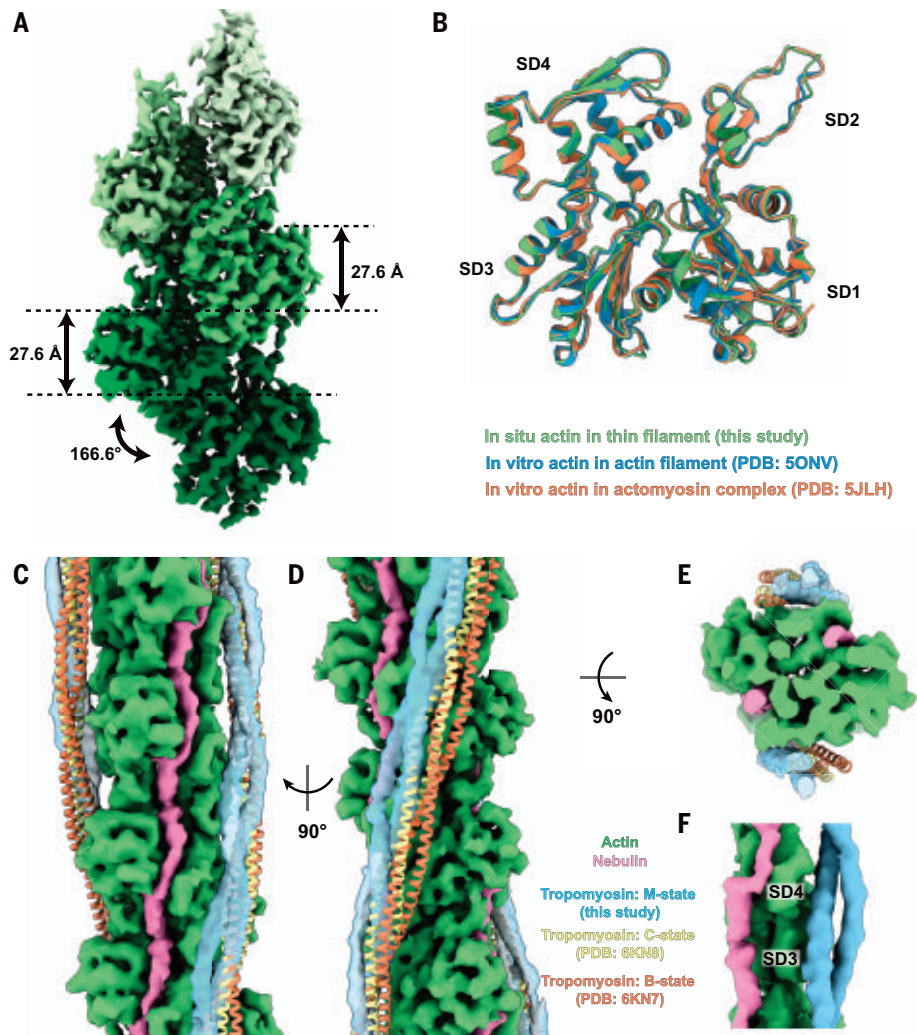 A
B
SD4
SD2
SD3
SD1
27.6 Å
27.6 Å
166.6°
In situ actin in thin filament (this study)
In vitro actin in actin filament (PDB: 5ONV)
In vitro actin in actomyosin complex (PDB: 5JLH)
C
D
E
90°
90°
Actin
Nebulin
Tropomyosin: M-state
(this study)
Tropomyosin: C-state
(PDB: 6KN8)
Tropomyosin: B-state
(PDB: 6KN7)
F
SD4
SD3